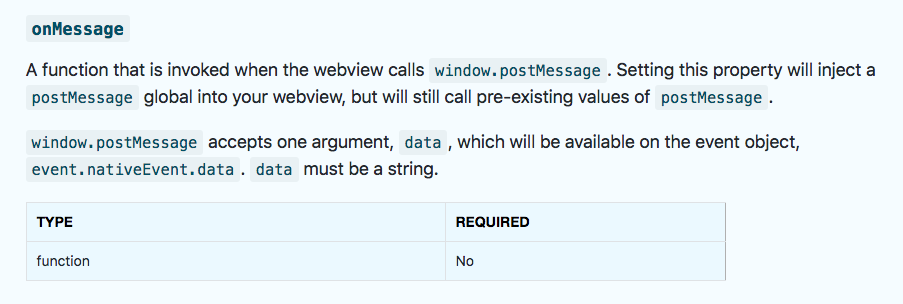 onMessage
A function that is invoked when the webview calls window.postMessage. Setting this property will inject a
postMessage global into your webview, but will still call pre-existing values of postMessage.
window.postMessage accepts one argument, data, which will be available on the event object,
event.nativeEvent.data. data must be a string.
TYPE REQUIRED
function No